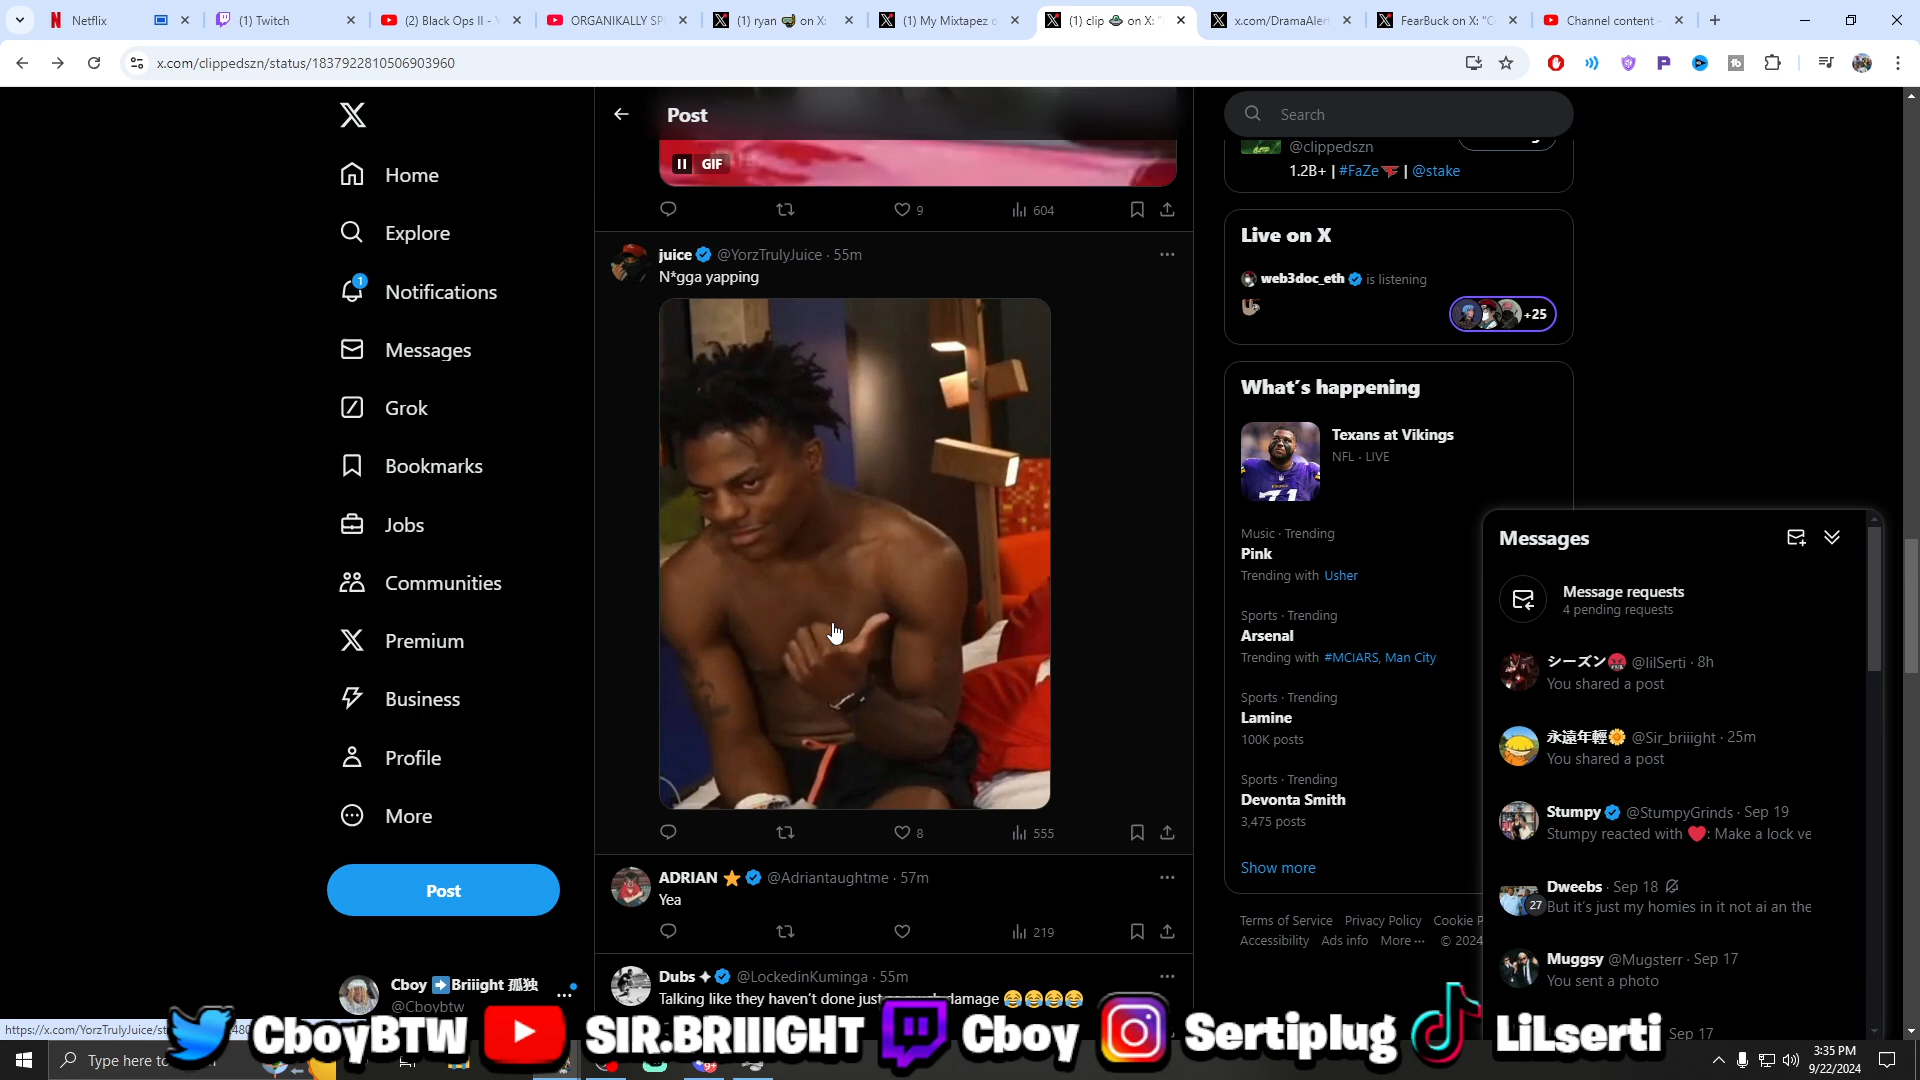 Netflix
(1) Twitch
(2) Black Ops II - Y
ORGANIKALLY SP
(1) ryan on X:
(1) My Mixtapez o
(1) clip on X: "
x.com/DramaAler
FearBuck on X: "C
Channel content -
x.com/clippedszn/status/1837922810506903960
Home
Explore
1
Notifications
Messages
Grok
Bookmarks
Jobs
Communities
Premium
Business
Profile
More
Post
Cboy ➡️Briiight 孤独
@Cboybtw
Post
GIF
9
604
juice @YorzTrulyJuice · 55m
N*gga yapping
8
555
ADRIAN ⭐ @Adriantaughtme · 57m
Yea
219
Dubs ✦ @LockedinKuminga · 55m
Talking like they haven't done just damage 😂😂😂😂
Search
@clippedszn
1.2B+ | #FaZe | @stake
Live on X
web3doc_eth is listening
🦥
+25
What's happening
Texans at Vikings
NFL · LIVE
71
Music · Trending
Pink
Trending with Usher
Sports · Trending
Arsenal
Trending with #MCIARS, Man City
Sports · Trending
Lamine
100K posts
Sports · Trending
Devonta Smith
3,475 posts
Show more
Terms of Service Privacy Policy Cookie P
Accessibility Ads info More ··· © 2024
Messages
Message requests
4 pending requests
シーズン @lilSerti · 8h
You shared a post
永遠年輕🌼 @Sir_briiight · 25m
You shared a post
Stumpy @StumpyGrinds · Sep 19
Stumpy reacted with ❤️: Make a lock ve
Dweebs · Sep 18
27
But it's just my homies in it not ai an the
Muggsy @Mugsterr · Sep 17
You sent a photo
Sep 17
https://x.com/YorzTrulyJuice/st
CboyBTW SIR.BRIIIGHT Cboy Sertiplug LiLserti
Type here to
3:35 PM
9/22/2024